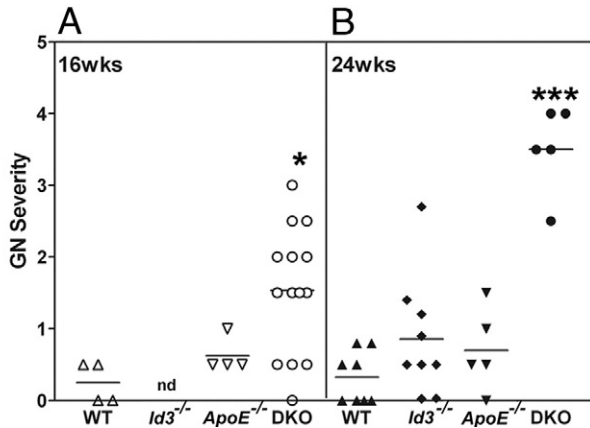 A
B
16wks
24wks
*
***
GN Severity
5
4
3
2
1
0
nd
WT
Id3-/-
ApoE-/-
DKO
WT
Id3-/-
ApoE-/-
DKO